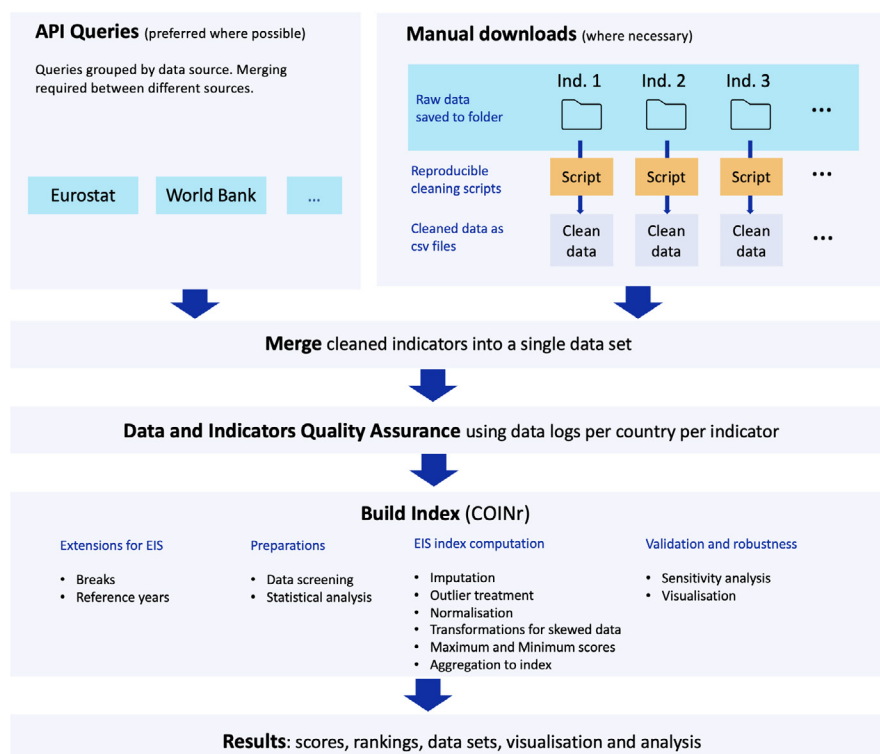 API Queries (preferred where possible)
Queries grouped by data source. Merging
required between different sources.
Eurostat
World Bank
...
Manual downloads (where necessary)
Raw data
saved to folder
Ind. 1
Ind. 2
Ind. 3
...
Reproducible
cleaning scripts
Script
Script
Script
...
Cleaned data as
csv files
Clean
data
Clean
data
Clean
data
...
Merge cleaned indicators into a single data set
Data and Indicators Quality Assurance using data logs per country per indicator
Build Index (COINr)
Extensions for EIS
• Breaks
• Reference years
Preparations
• Data screening
• Statistical analysis
EIS index computation
• Imputation
• Outlier treatment
• Normalisation
• Transformations for skewed data
• Maximum and Minimum scores
• Aggregation to index
Validation and robustness
• Sensitivity analysis
• Visualisation
Results: scores, rankings, data sets, visualisation and analysis